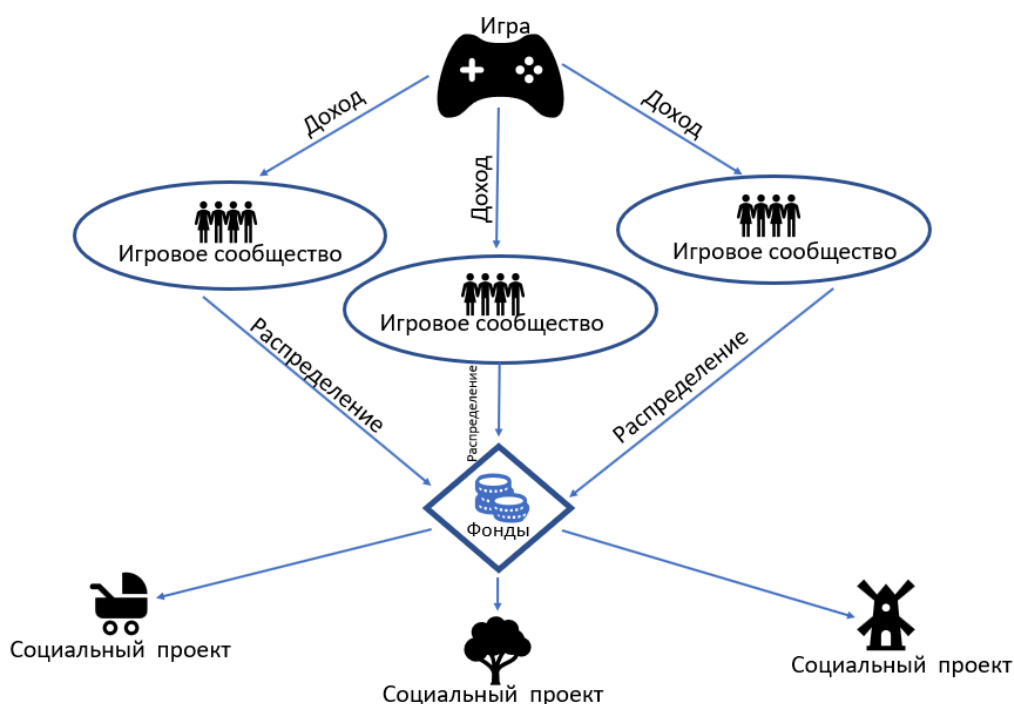 Игра
Доход
Доход
Доход
Игровое сообщество
Игровое сообщество
Игровое сообщество
Распределение
Распределение
Распределение
Фонды
Социальный проект
Социальный проект
Социальный проект